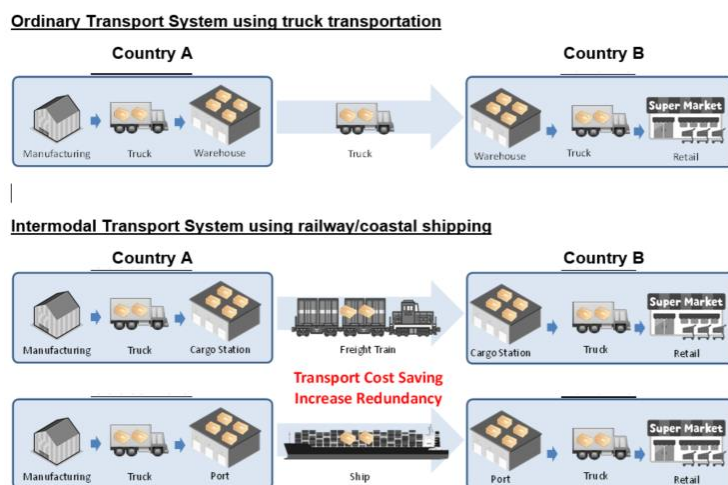 Ordinary Transport System using truck transportation
Country A
Country B
Manufacturing
Truck
Warehouse
Truck
Warehouse
Truck
Super Market
Retail
Intermodal Transport System using railway/coastal shipping
Country A
Country B
Manufacturing
Truck
Cargo Station
Freight Train
Cargo Station
Truck
Super Market
Retail
Transport Cost Saving
Increase Redundancy
Manufacturing
Truck
Port
Ship
Port
Truck
Super Market
Retail